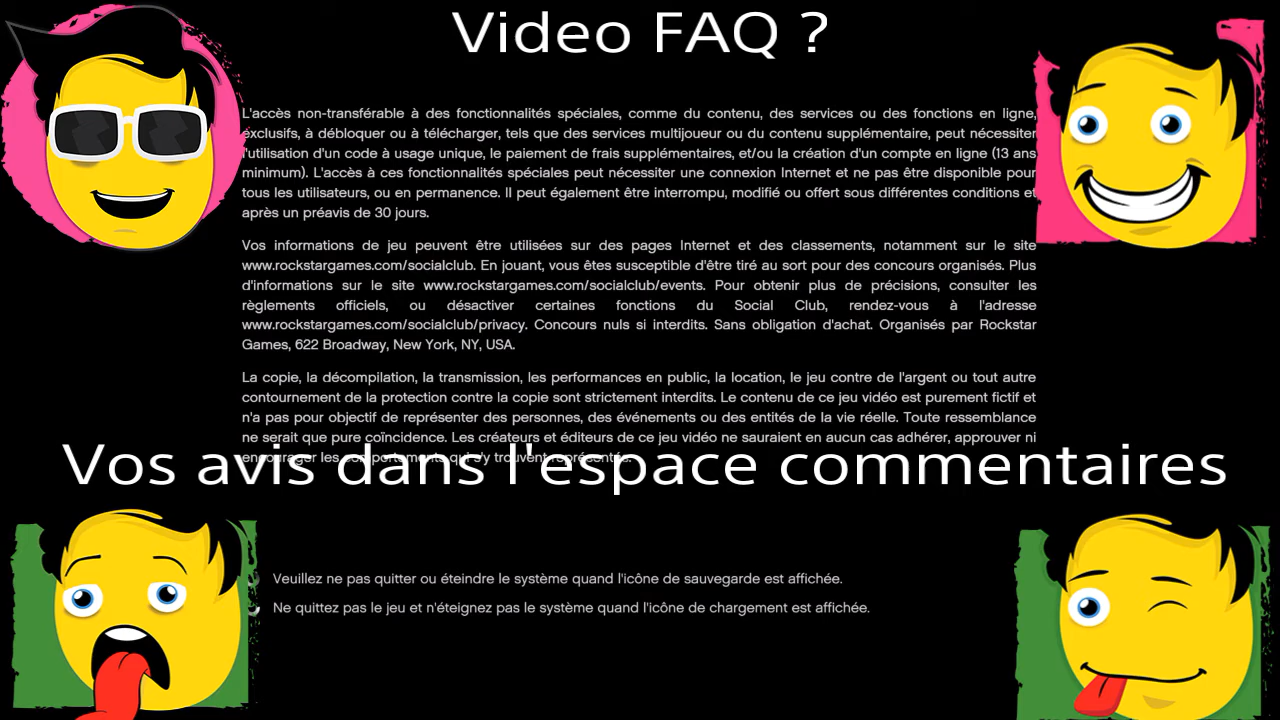 Video FAQ ?
L'accès non-transférable à des fonctionnalités spéciales, comme du contenu, des services ou des fonctions en ligne,
exclusifs, à débloquer ou à télécharger, tels que des services multijoueur ou du contenu supplémentaire, peut nécessiter
l'utilisation d'un code à usage unique, le paiement de frais supplémentaires, et/ou la création d'un compte en ligne (13 ans
minimum). L'accès à ces fonctionnalités spéciales peut nécessiter une connexion Internet et ne pas être disponible pour
tous les utilisateurs, ou en permanence. Il peut également être interrompu, modifié ou offert sous différentes conditions et
après un préavis de 30 jours.
Vos informations de jeu peuvent être utilisées sur des pages Internet et des classements, notamment sur le site
www.rockstargames.com/socialclub. En jouant, vous êtes susceptible d'être tiré au sort pour des concours organisés. Plus
d'informations sur le site www.rockstargames.com/socialclub/events. Pour obtenir plus de précisions, consulter les
règlements officiels, ou désactiver certaines fonctions du Social Club, rendez-vous à l'adresse
www.rockstargames.com/socialclub/privacy. Concours nuls si interdits. Sans obligation d'achat. Organisés par Rockstar
Games, 622 Broadway, New York, NY, USA.
La copie, la décompilation, la transmission, les performances en public, la location, le jeu contre de l'argent ou tout autre
contournement de la protection contre la copie sont strictement interdits. Le contenu de ce jeu vidéo est purement fictif et
n'a pas pour objectif de représenter des personnes, des événements ou des entités de la vie réelle. Toute ressemblance
ne serait que pure coïncidence. Les créateurs et éditeurs de ce jeu vidéo ne sauraient en aucun cas adhérer, approuver ni
encourager les comportements qui s'y trouvent représentés.
Vos avis dans l'espace commentaires
Veuillez ne pas quitter ou éteindre le système quand l'icône de sauvegarde est affichée.
Ne quittez pas le jeu et n'éteignez pas le système quand l'icône de chargement est affichée.